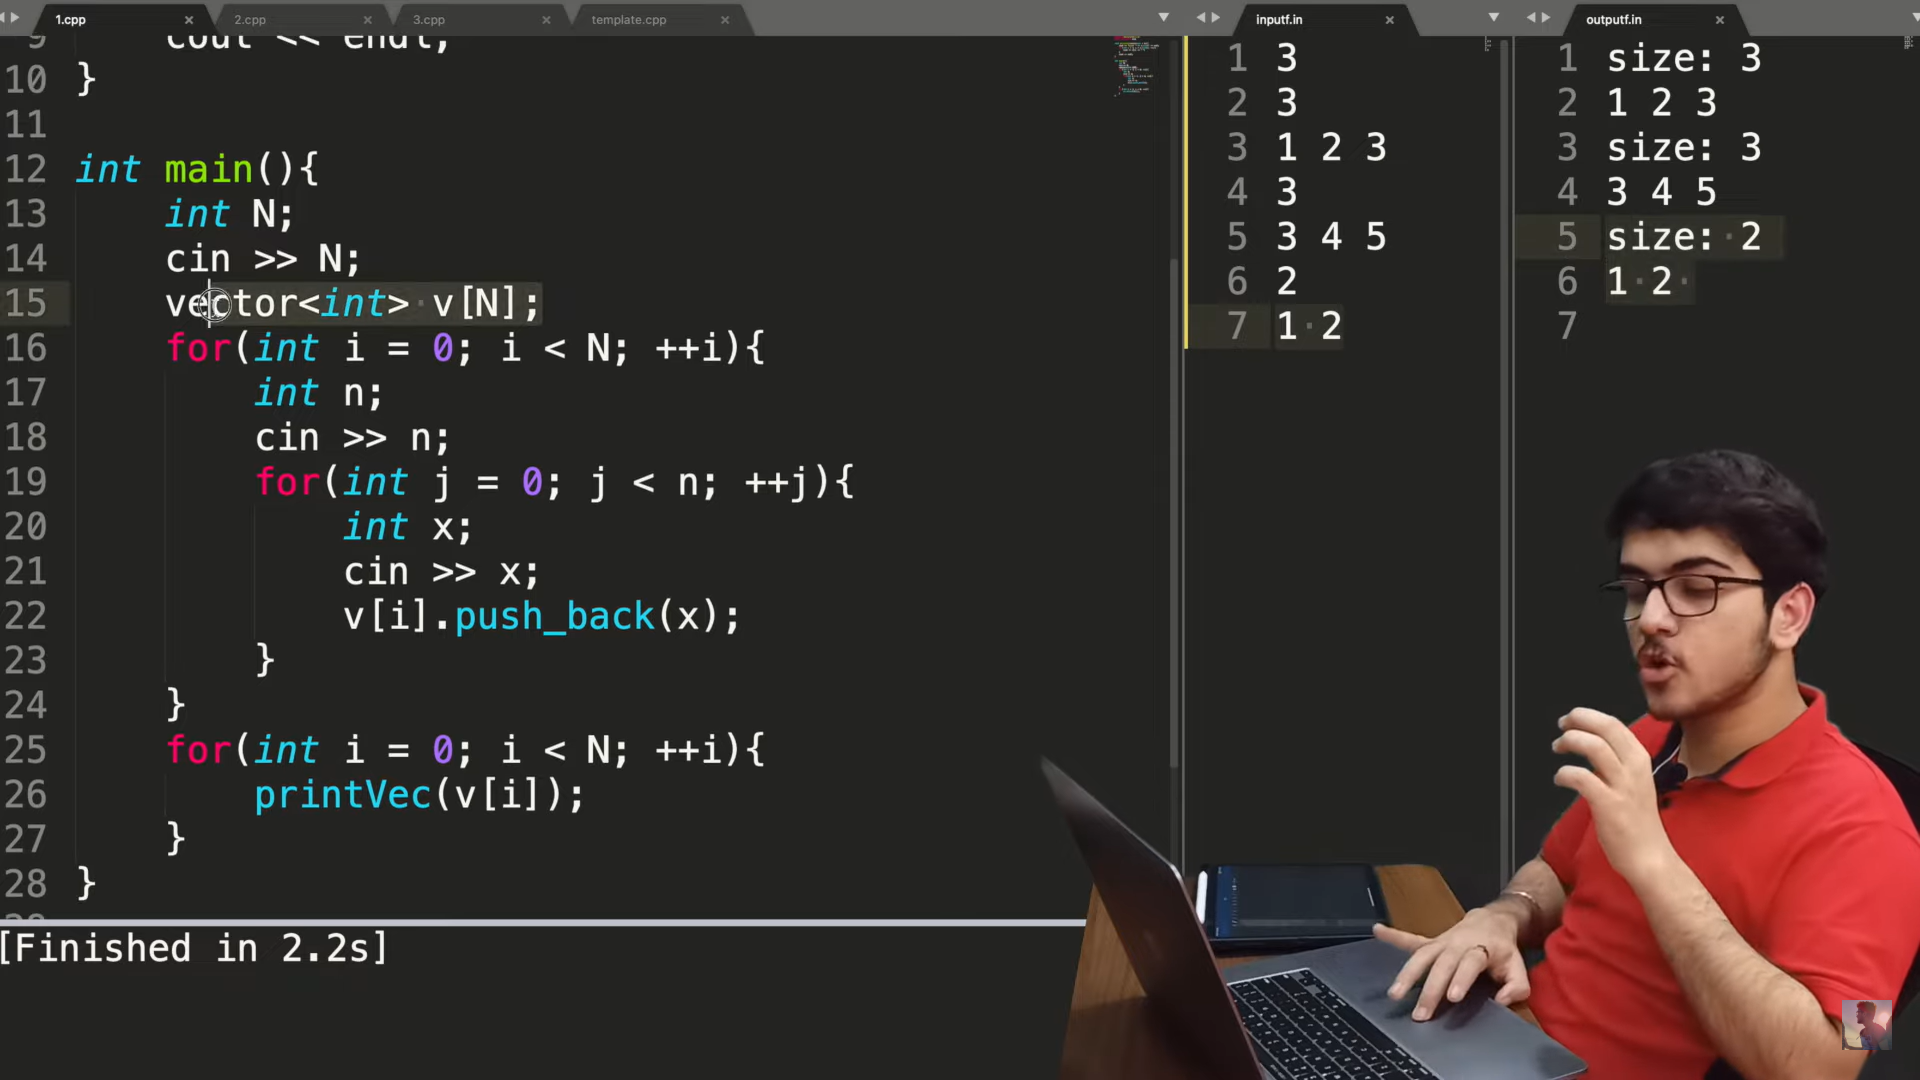 1.cpp
2.cpp
3.cpp
template.cpp
inputf.in
outputf.in
9 cout << endl;
10 }
11
12 int main(){
13 int N;
14 cin >> N;
15 vector<int> v[N];
16 for(int i = 0; i < N; ++i){
17 int n;
18 cin >> n;
19 for(int j = 0; j < n; ++j){
20 int x;
21 cin >> x;
22 v[i].push_back(x);
23 }
24 }
25 for(int i = 0; i < N; ++i){
26 printVec(v[i]);
27 }
28 }
[Finished in 2.2s]
1 3
2 3
3 1 2 3
4 3
5 3 4 5
6 2
7 1 2
1 size: 3
2 1 2 3
3 size: 3
4 3 4 5
5 size: 2
6 1 2
7